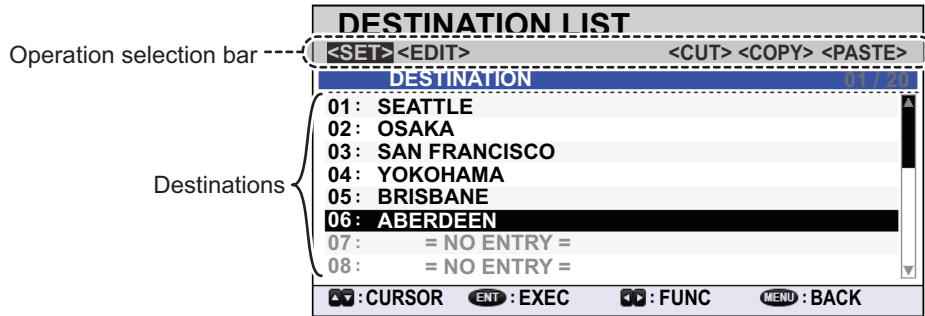 DESTINATION LIST
Operation selection bar
<SET> <EDIT> <CUT> <COPY> <PASTE>
DESTINATION 01 / 20
01: SEATTLE
02: OSAKA
03: SAN FRANCISCO
04: YOKOHAMA
Destinations
05: BRISBANE
06: ABERDEEN
07: = NO ENTRY =
08: = NO ENTRY =
▲▼ : CURSOR ENT : EXEC ◀▶ : FUNC MENU : BACK